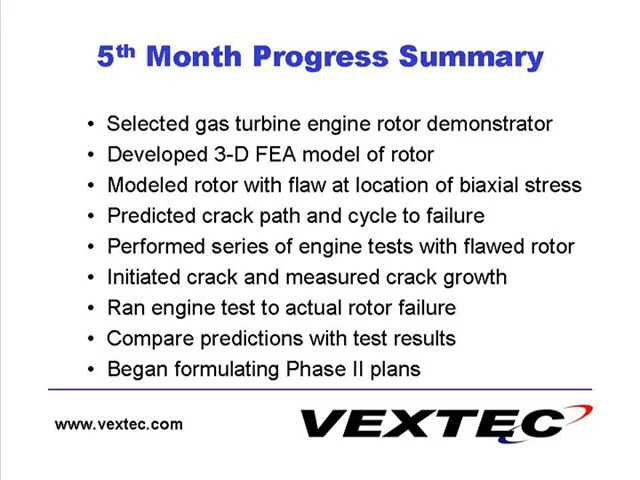 5th Month Progress Summary
• Selected gas turbine engine rotor demonstrator
• Developed 3-D FEA model of rotor
• Modeled rotor with flaw at location of biaxial stress
• Predicted crack path and cycle to failure
• Performed series of engine tests with flawed rotor
• Initiated crack and measured crack growth
• Ran engine test to actual rotor failure
• Compare predictions with test results
• Began formulating Phase II plans
www.vextec.com
VEXTEC